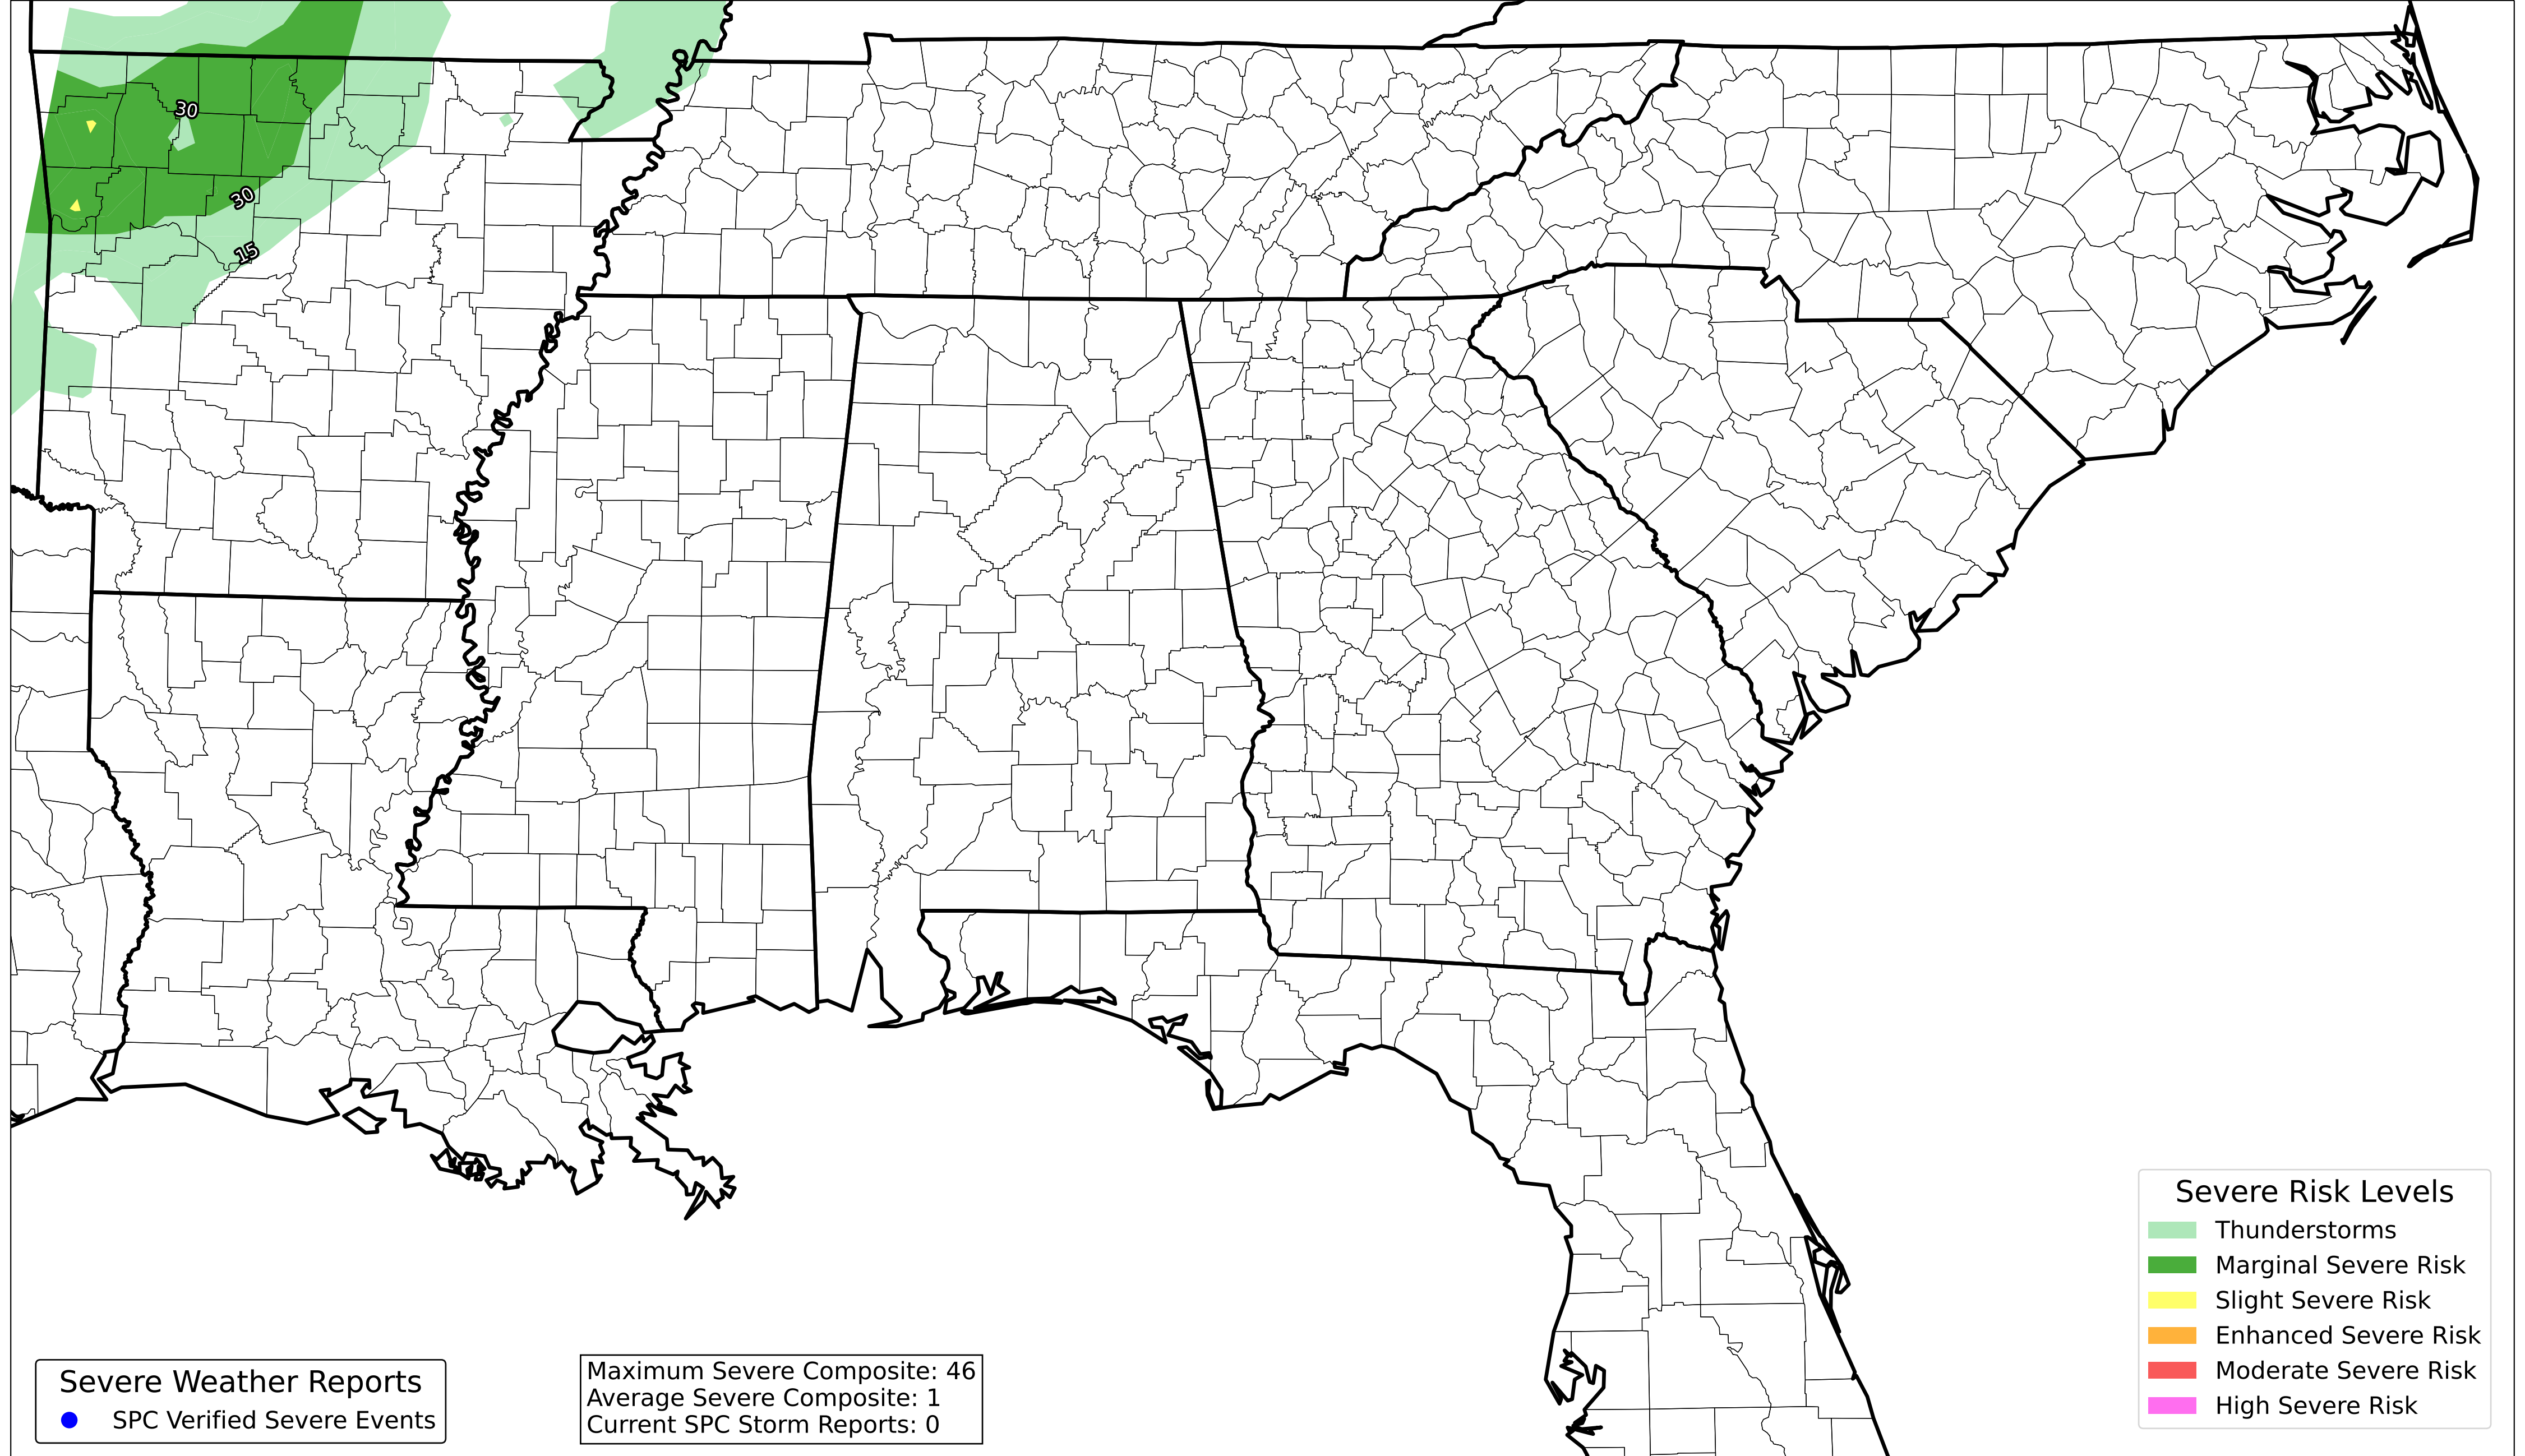 30
30
15
Severe Risk Levels
Thunderstorms
Marginal Severe Risk
Slight Severe Risk
Enhanced Severe Risk
Moderate Severe Risk
High Severe Risk
Severe Weather Reports
SPC Verified Severe Events
Maximum Severe Composite: 46
Average Severe Composite: 1
Current SPC Storm Reports: 0